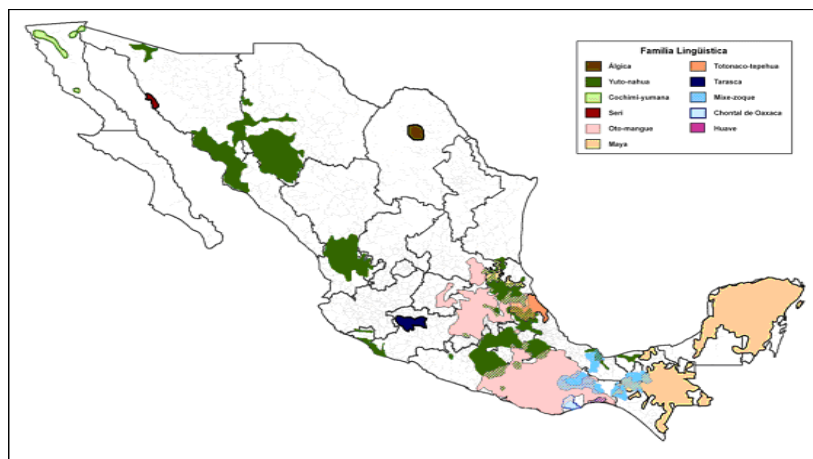 Familia Lingüística
Álgica
Yuto-nahua
Cochimi-yumana
Seri
Oto-mangue
Maya
Totonaco-tepehua
Tarasca
Mixe-zoque
Chontal de Oaxaca
Huave